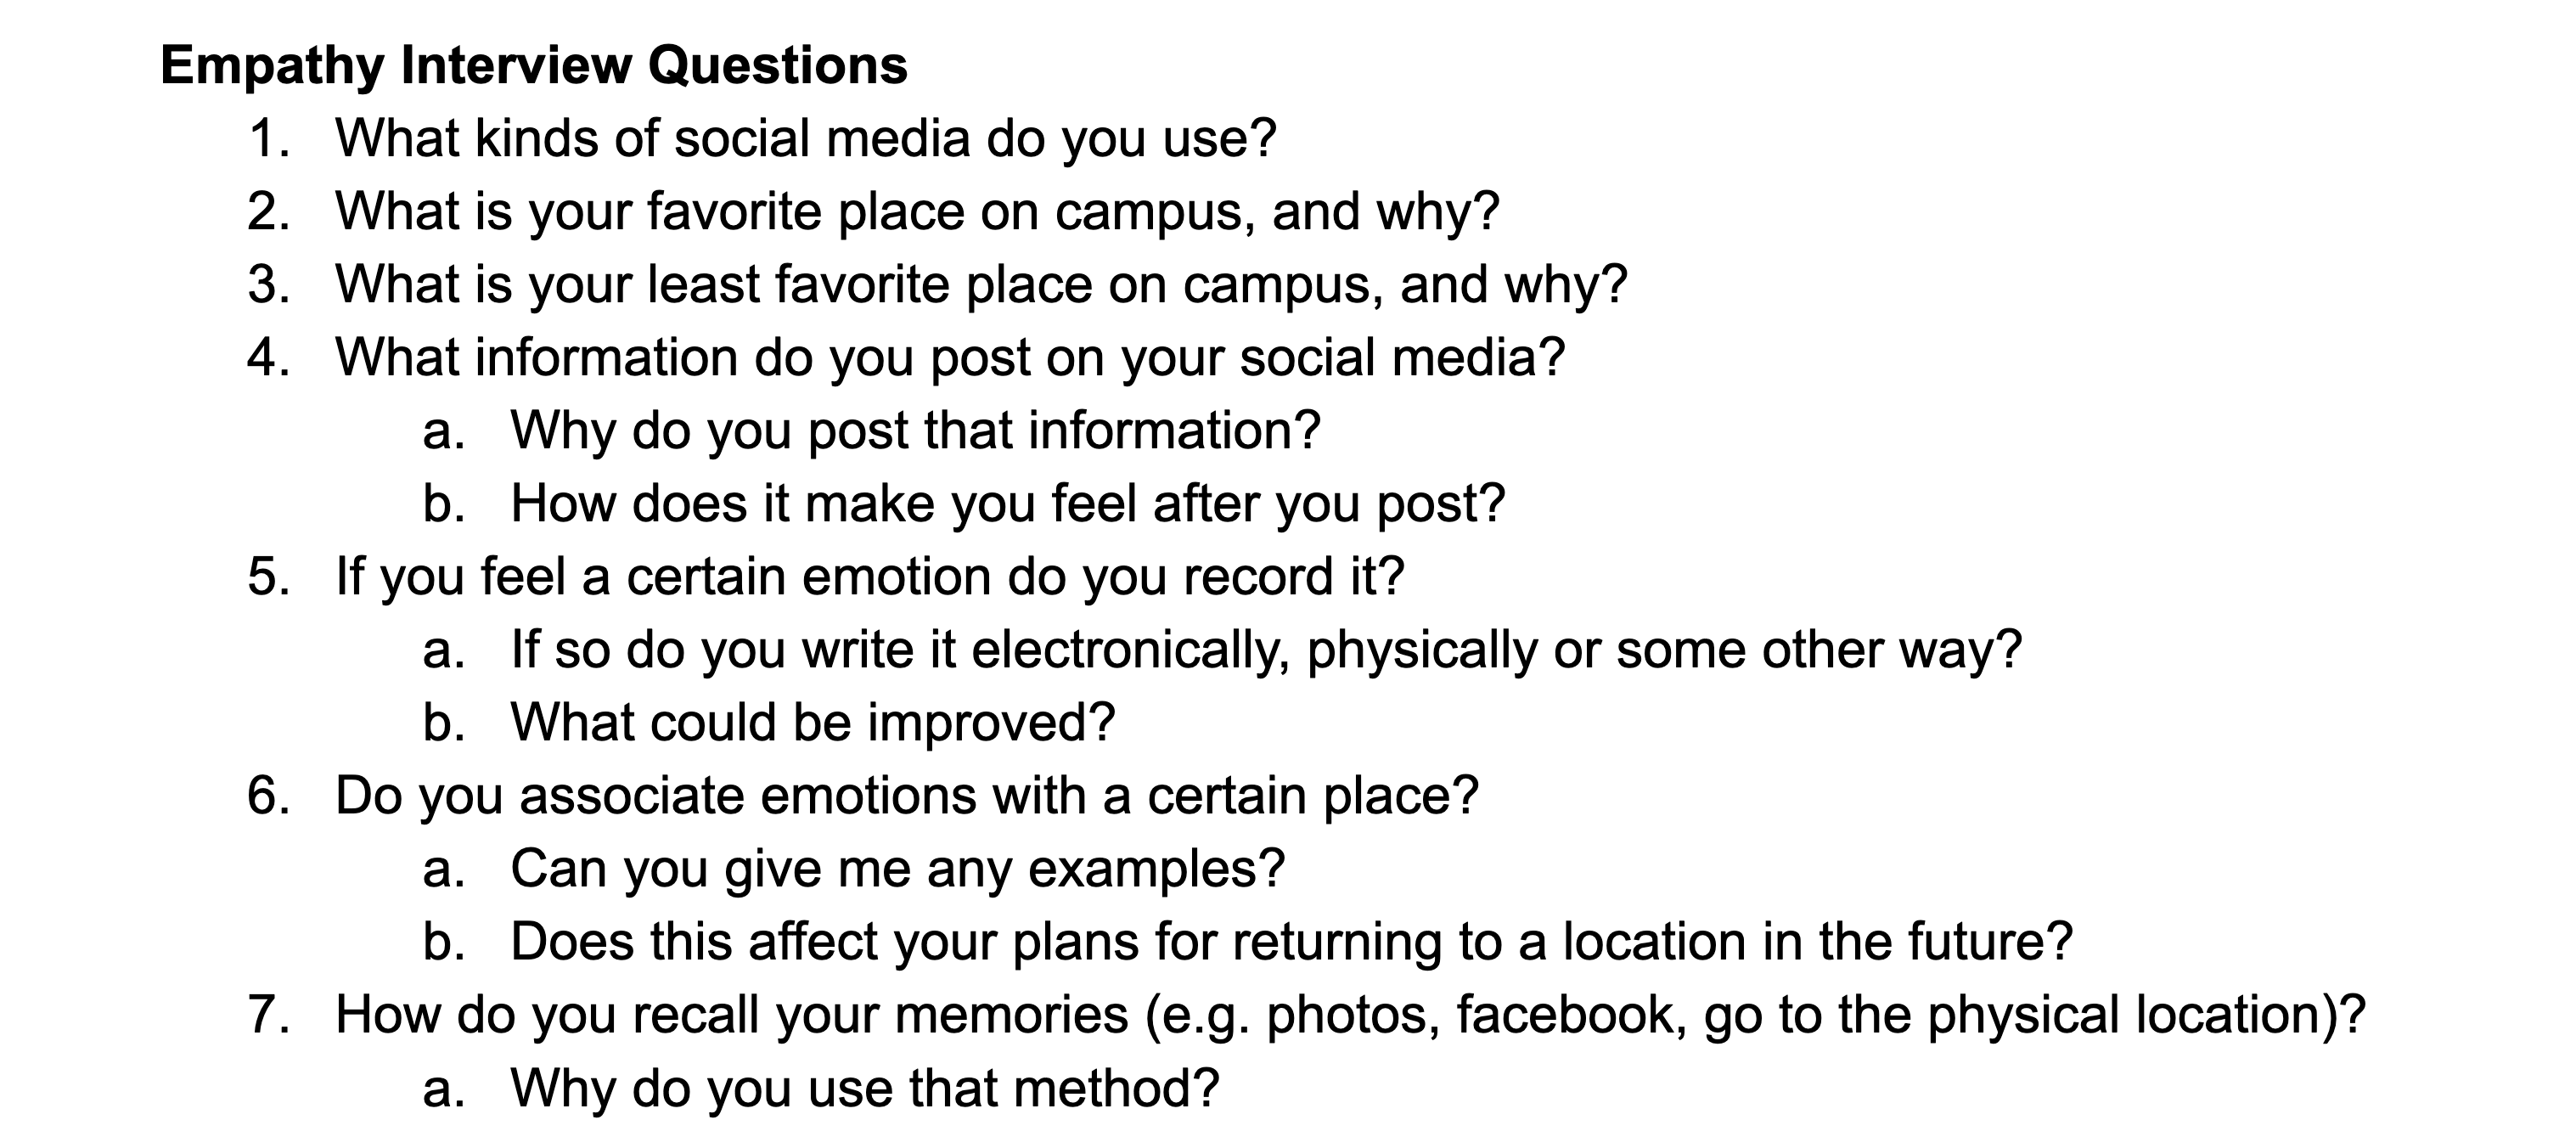 Empathy Interview Questions
1. What kinds of social media do you use?
2. What is your favorite place on campus, and why?
3. What is your least favorite place on campus, and why?
4. What information do you post on your social media?
a. Why do you post that information?
b. How does it make you feel after you post?
5. If you feel a certain emotion do you record it?
a. If so do you write it electronically, physically or some other way?
b. What could be improved?
6. Do you associate emotions with a certain place?
a. Can you give me any examples?
b. Does this affect your plans for returning to a location in the future?
7. How do you recall your memories (e.g. photos, facebook, go to the physical location)?
a. Why do you use that method?